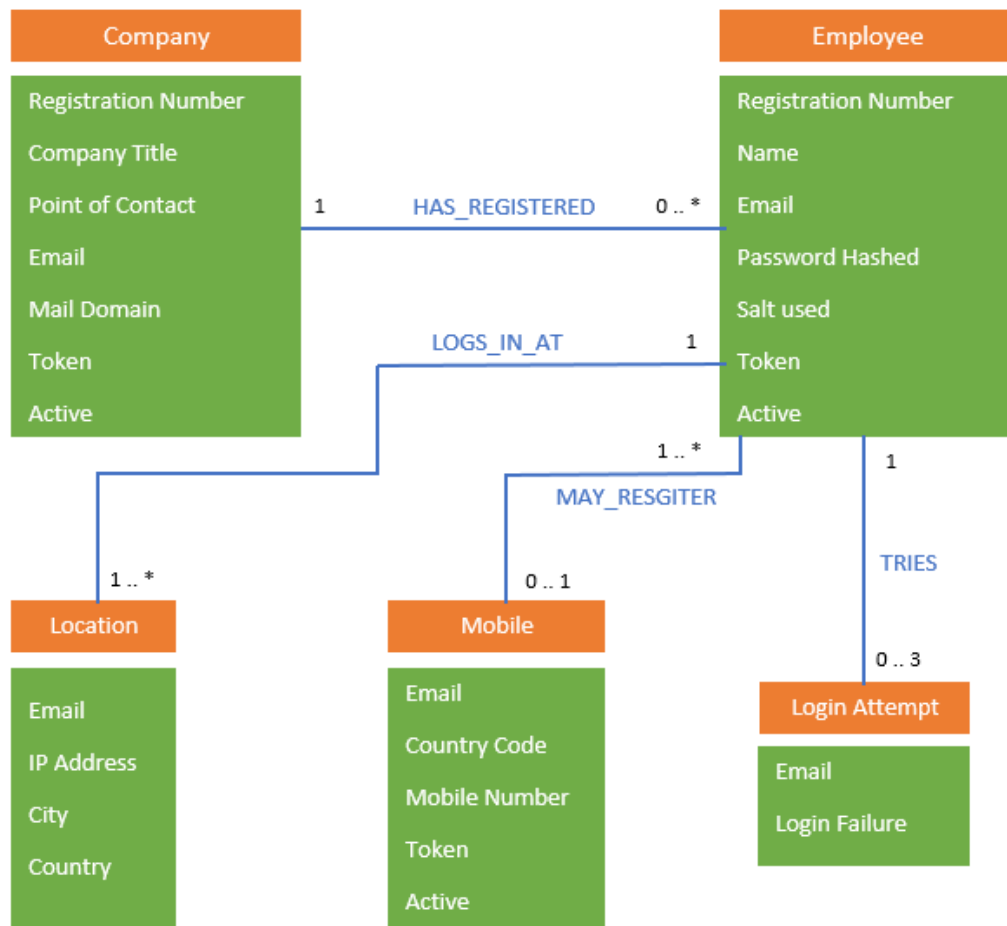 Company
Registration Number
Company Title
Point of Contact
Email
Mail Domain
Token
Active
Employee
Registration Number
Name
Email
Password Hashed
Salt used
Token
Active
1
HAS_REGISTERED
0 .. *
LOGS_IN_AT
1
1 .. *
1 .. *
MAY_RESGITER
0 .. 1
1
TRIES
0 .. 3
Location
Email
IP Address
City
Country
Mobile
Email
Country Code
Mobile Number
Token
Active
Login Attempt
Email
Login Failure